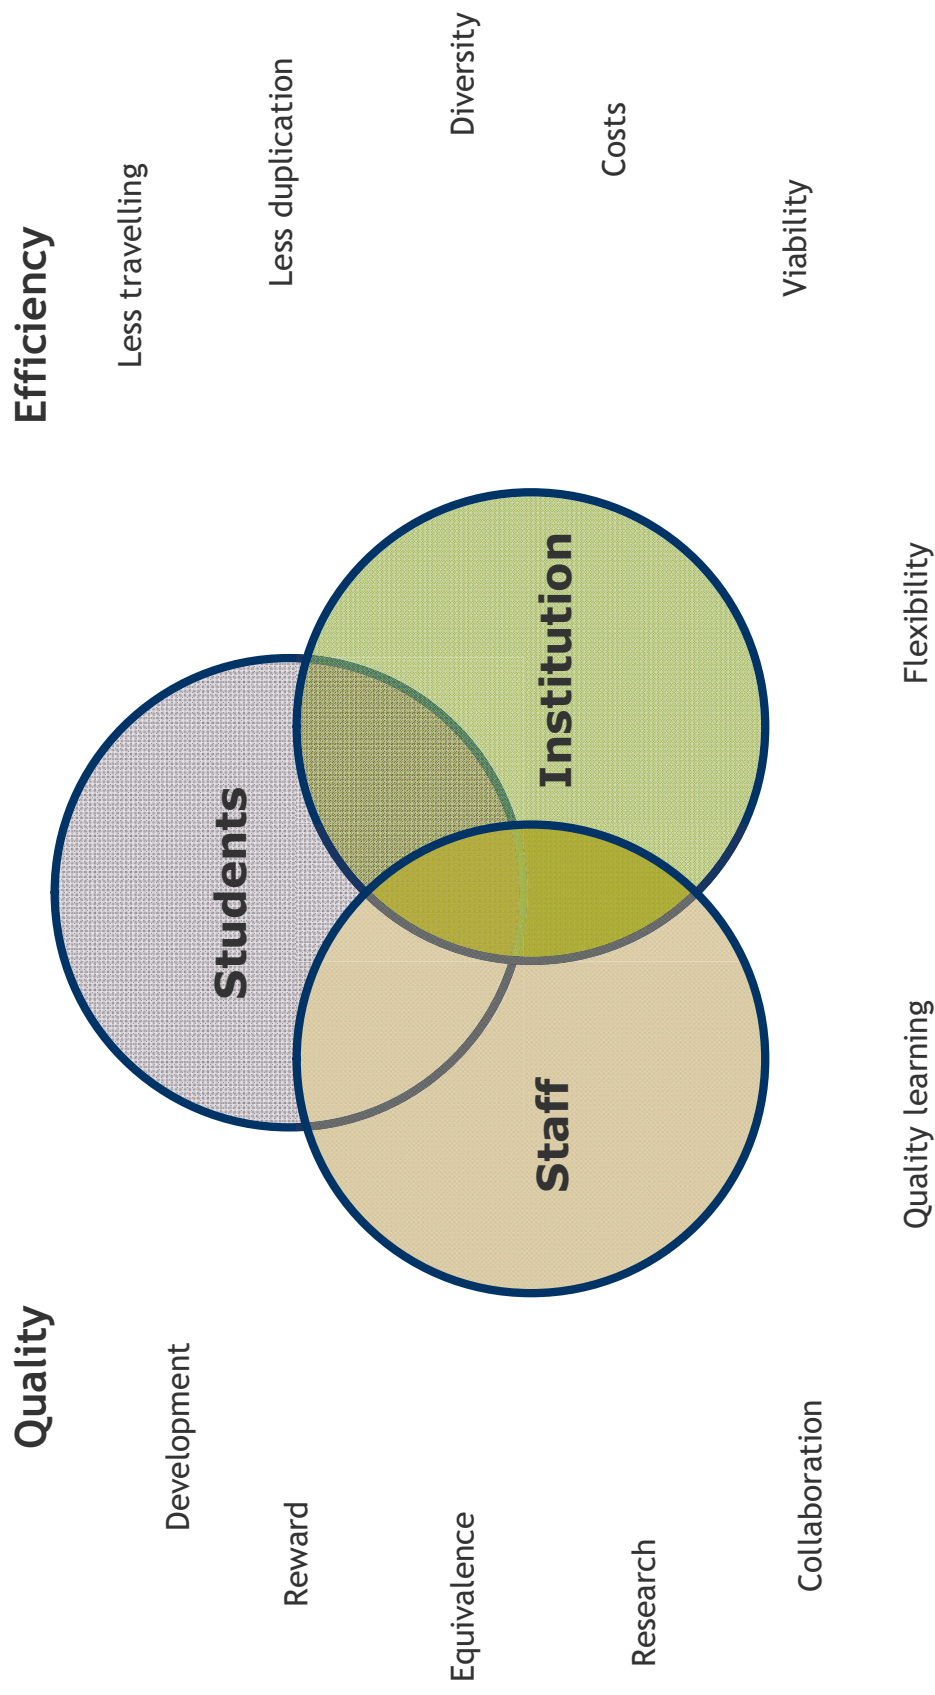 Quality
Efficiency
Development
Less travelling
Reward
Students
Less duplication
Equivalence
Diversity
Staff
Institution
Research
Costs
Collaboration
Viability
Quality learning
Flexibility